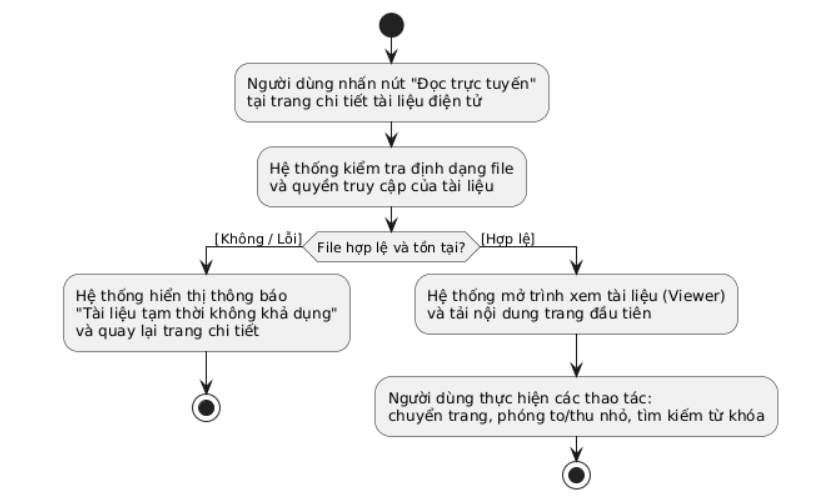 Người dùng nhấn nút "Đọc trực tuyến"
tại trang chi tiết tài liệu điện tử
Hệ thống kiểm tra định dạng file
và quyền truy cập của tài liệu
File hợp lệ và tồn tại?
[Không / Lỗi]
[Hợp lệ]
Hệ thống hiển thị thông báo
"Tài liệu tạm thời không khả dụng"
và quay lại trang chi tiết
Hệ thống mở trình xem tài liệu (Viewer)
và tải nội dung trang đầu tiên
Người dùng thực hiện các thao tác:
chuyển trang, phóng to/thu nhỏ, tìm kiếm từ khóa